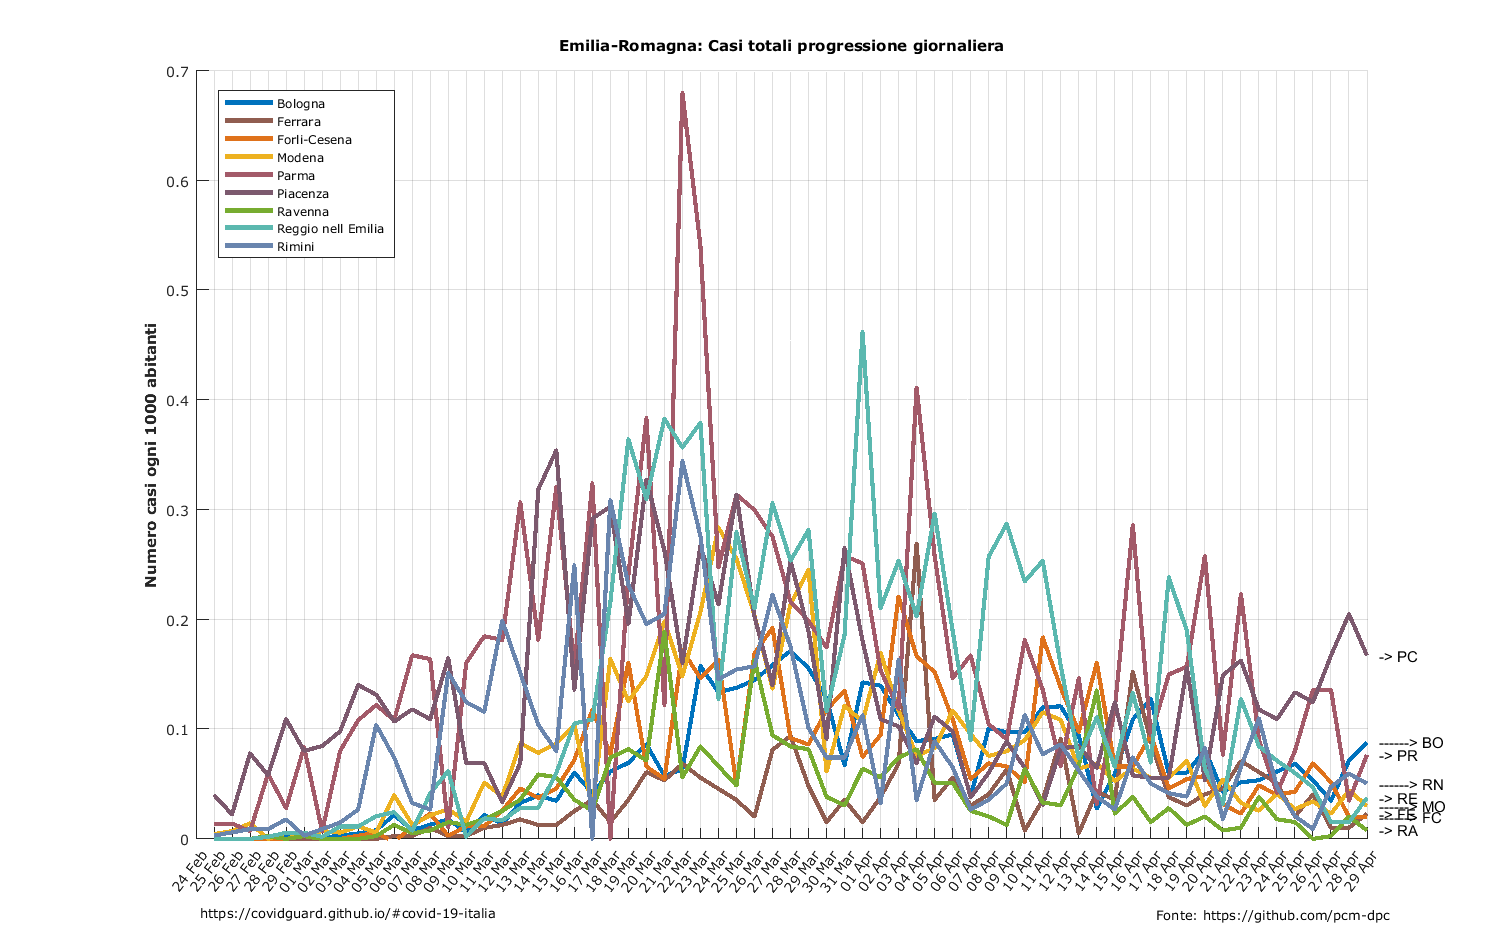 Emilia-Romagna: Casi totali progressione giornaliera
Numero casi ogni 1000 abitanti
0.7
0.6
0.5
0.4
0.3
0.2
0.1
0
Bologna
Ferrara
Forli-Cesena
Modena
Parma
Piacenza
Ravenna
Reggio nell Emilia
Rimini
-> PC
------> BO
-> PR
------> RN
-> RE
------> MO
-> FE
------> FC
-> RA
24 Feb
25 Feb
26 Feb
27 Feb
28 Feb
29 Feb
01 Mar
02 Mar
03 Mar
04 Mar
05 Mar
06 Mar
07 Mar
08 Mar
09 Mar
10 Mar
11 Mar
12 Mar
13 Mar
14 Mar
15 Mar
16 Mar
17 Mar
18 Mar
19 Mar
20 Mar
21 Mar
22 Mar
23 Mar
24 Mar
25 Mar
26 Mar
27 Mar
28 Mar
29 Mar
30 Mar
31 Mar
01 Apr
02 Apr
03 Apr
04 Apr
05 Apr
06 Apr
07 Apr
08 Apr
09 Apr
10 Apr
11 Apr
12 Apr
13 Apr
14 Apr
15 Apr
16 Apr
17 Apr
18 Apr
19 Apr
20 Apr
21 Apr
22 Apr
23 Apr
24 Apr
25 Apr
26 Apr
27 Apr
28 Apr
29 Apr
https://covidguard.github.io/#covid-19-italia
Fonte: https://github.com/pcm-dpc